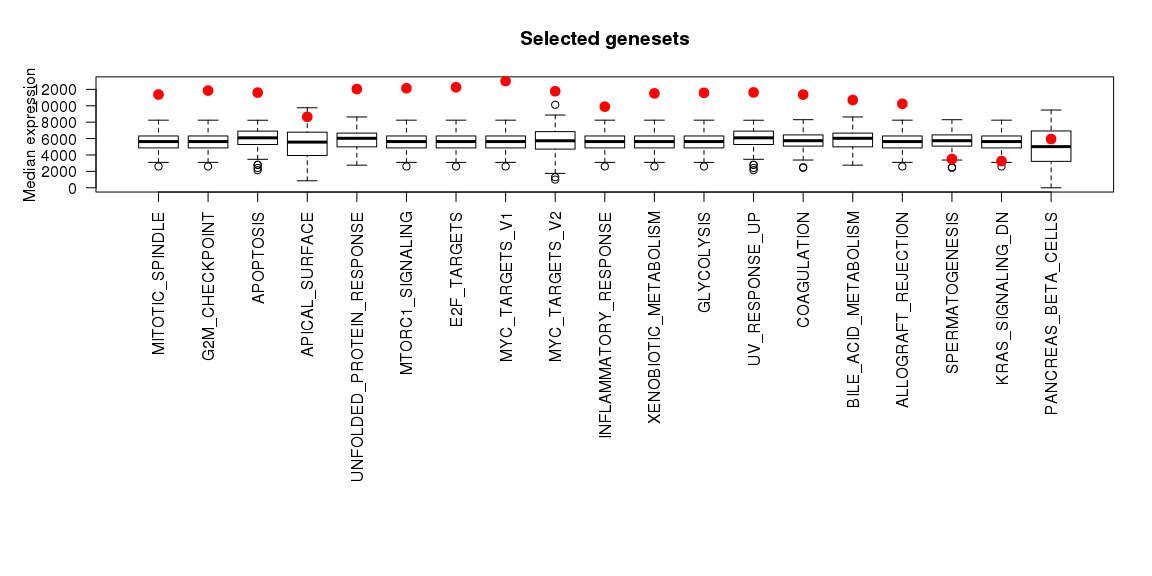 Selected genesets
Median expression
12000
10000
8000
6000
4000
2000
0
MITOTIC_SPINDLE
G2M_CHECKPOINT
APOPTOSIS
APICAL_SURFACE
UNFOLDED_PROTEIN_RESPONSE
MTORC1_SIGNALING
E2F_TARGETS
MYC_TARGETS_V1
MYC_TARGETS_V2
INFLAMMATORY_RESPONSE
XENOBIOTIC_METABOLISM
GLYCOLYSIS
UV_RESPONSE_UP
COAGULATION
BILE_ACID_METABOLISM
ALLOGRAFT_REJECTION
SPERMATOGENESIS
KRAS_SIGNALING_DN
PANCREAS_BETA_CELLS